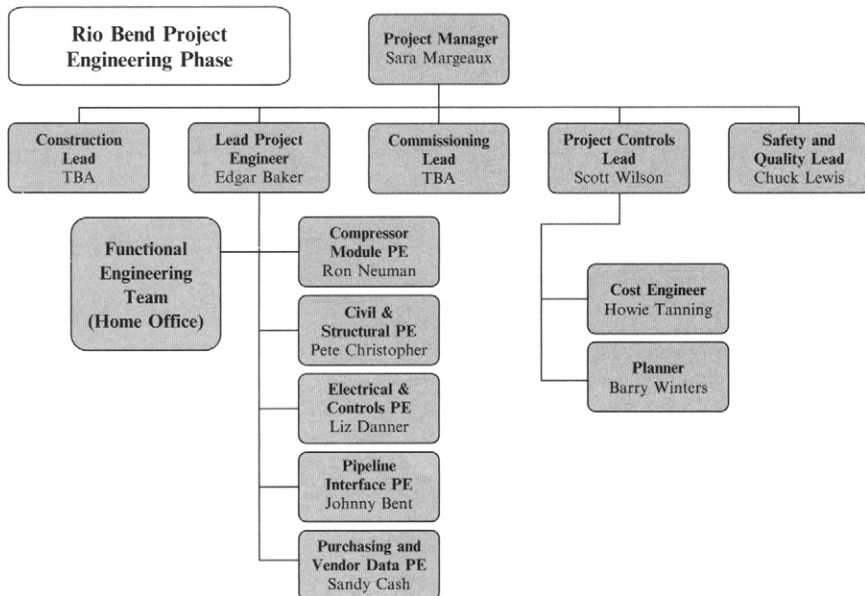 Rio Bend Project
Engineering Phase
Project Manager
Sara Margeaux
Construction
Lead
TBA
Lead Project
Engineer
Edgar Baker
Commissioning
Lead
TBA
Project Controls
Lead
Scott Wilson
Safety and
Quality Lead
Chuck Lewis
Functional
Engineering
Team
(Home Office)
Compressor
Module PE
Ron Neuman
Civil &
Structural PE
Pete Christopher
Electrical &
Controls PE
Liz Danner
Pipeline
Interface PE
Johnny Bent
Purchasing and
Vendor Data PE
Sandy Cash
Cost Engineer
Howie Tanning
Planner
Barry Winters